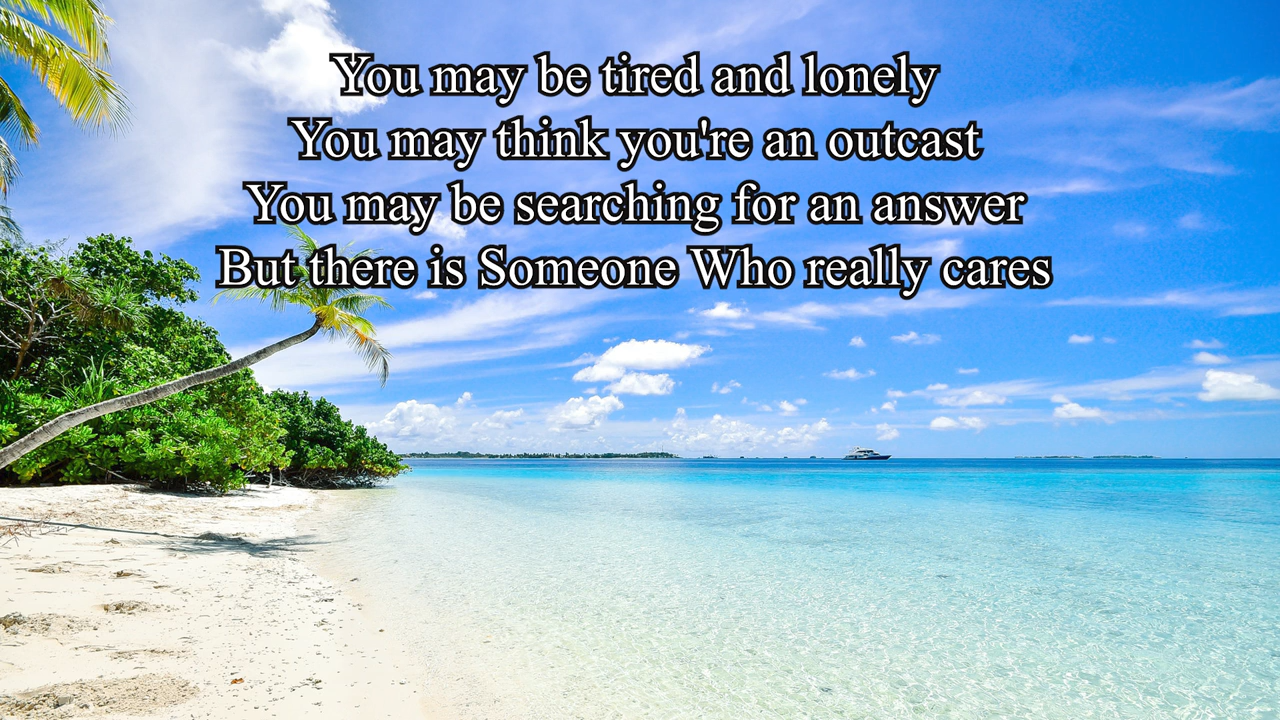 You may be tired and lonely
You may think you're an outcast
You may be searching for an answer
But there is Someone Who really cares